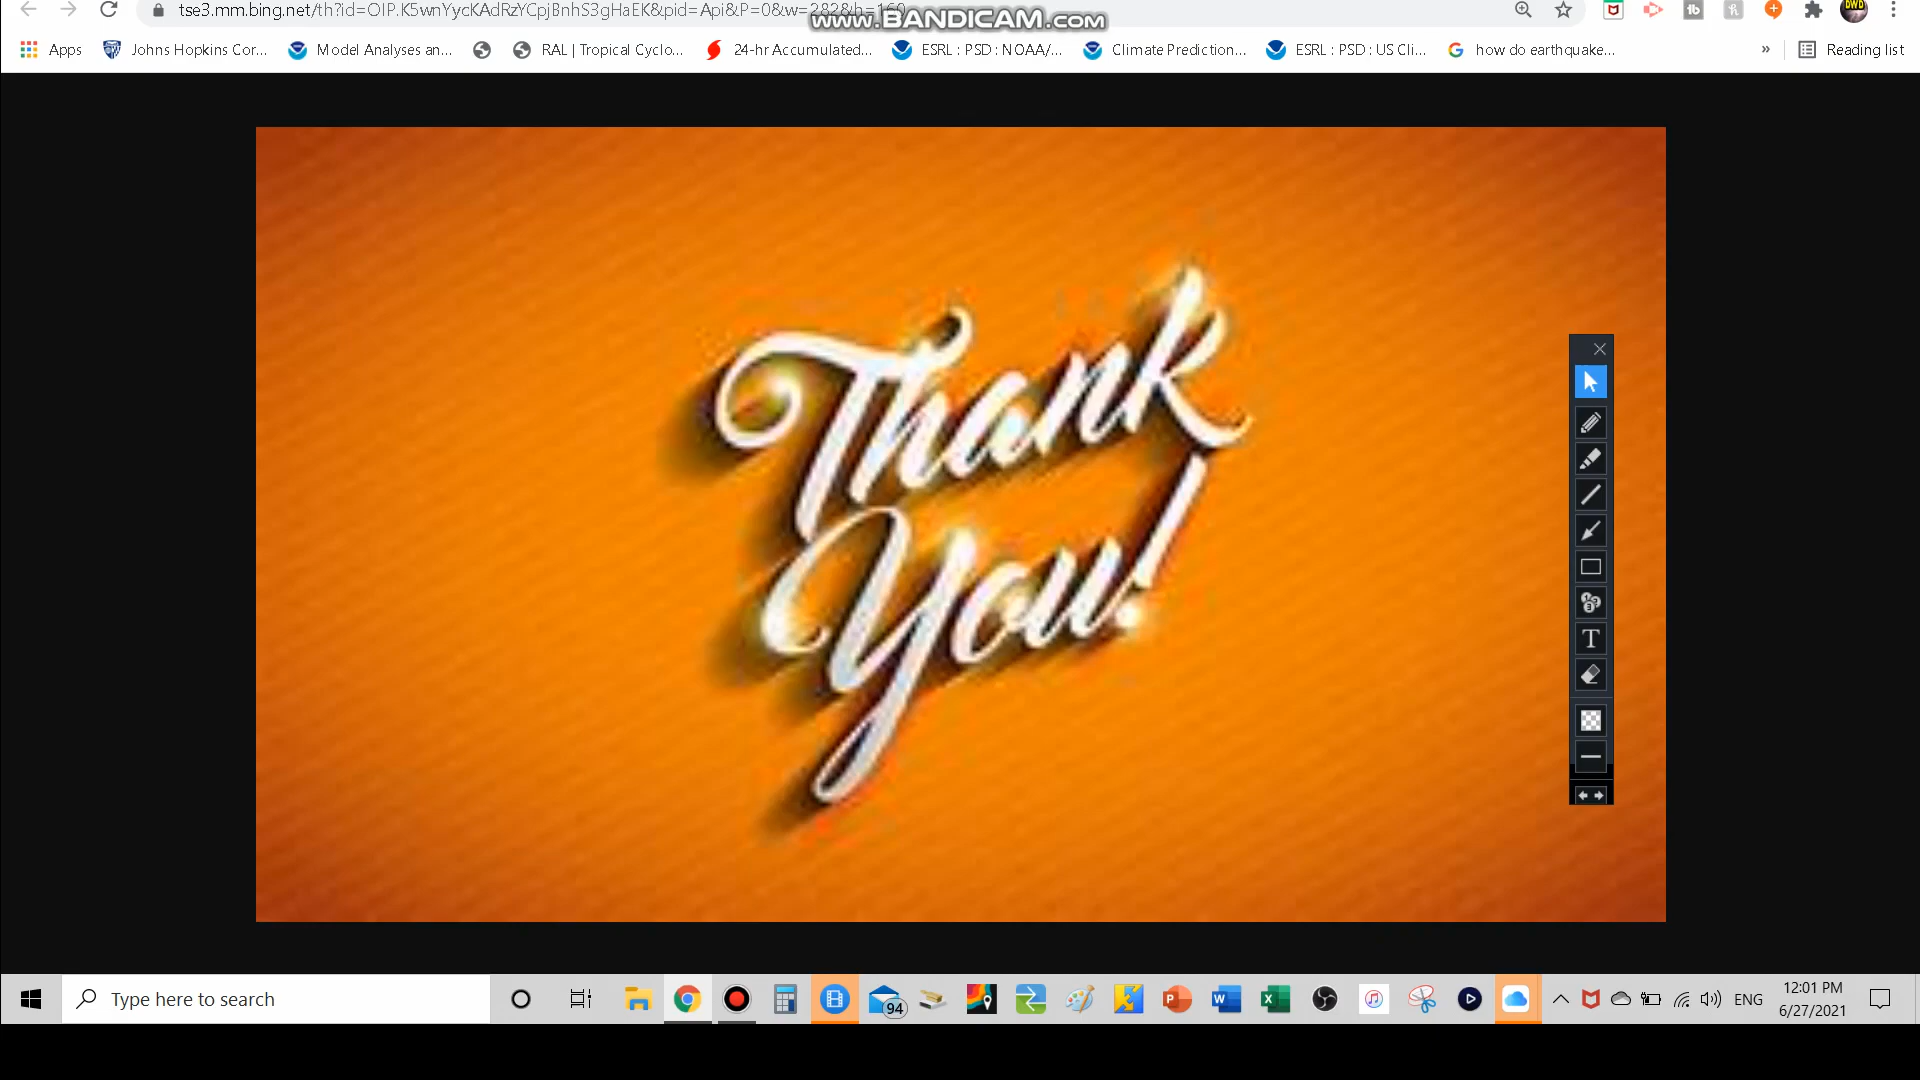 tse3.mm.bing.net/th?id=OIP.K5wnYycKAdRzYCpjBnhS3gHaEK&pid=Api&P=0&w=282&h=160
www.BANDICAM.com
Apps
Johns Hopkins Cor...
Model Analyses an...
RAL | Tropical Cyclo...
24-hr Accumulated...
ESRL : PSD : NOAA/...
Climate Prediction...
ESRL : PSD : US Cli...
how do earthquake...
»
Reading list
Thank
You!
T
Type here to search
94
ENG
12:01 PM
6/27/2021